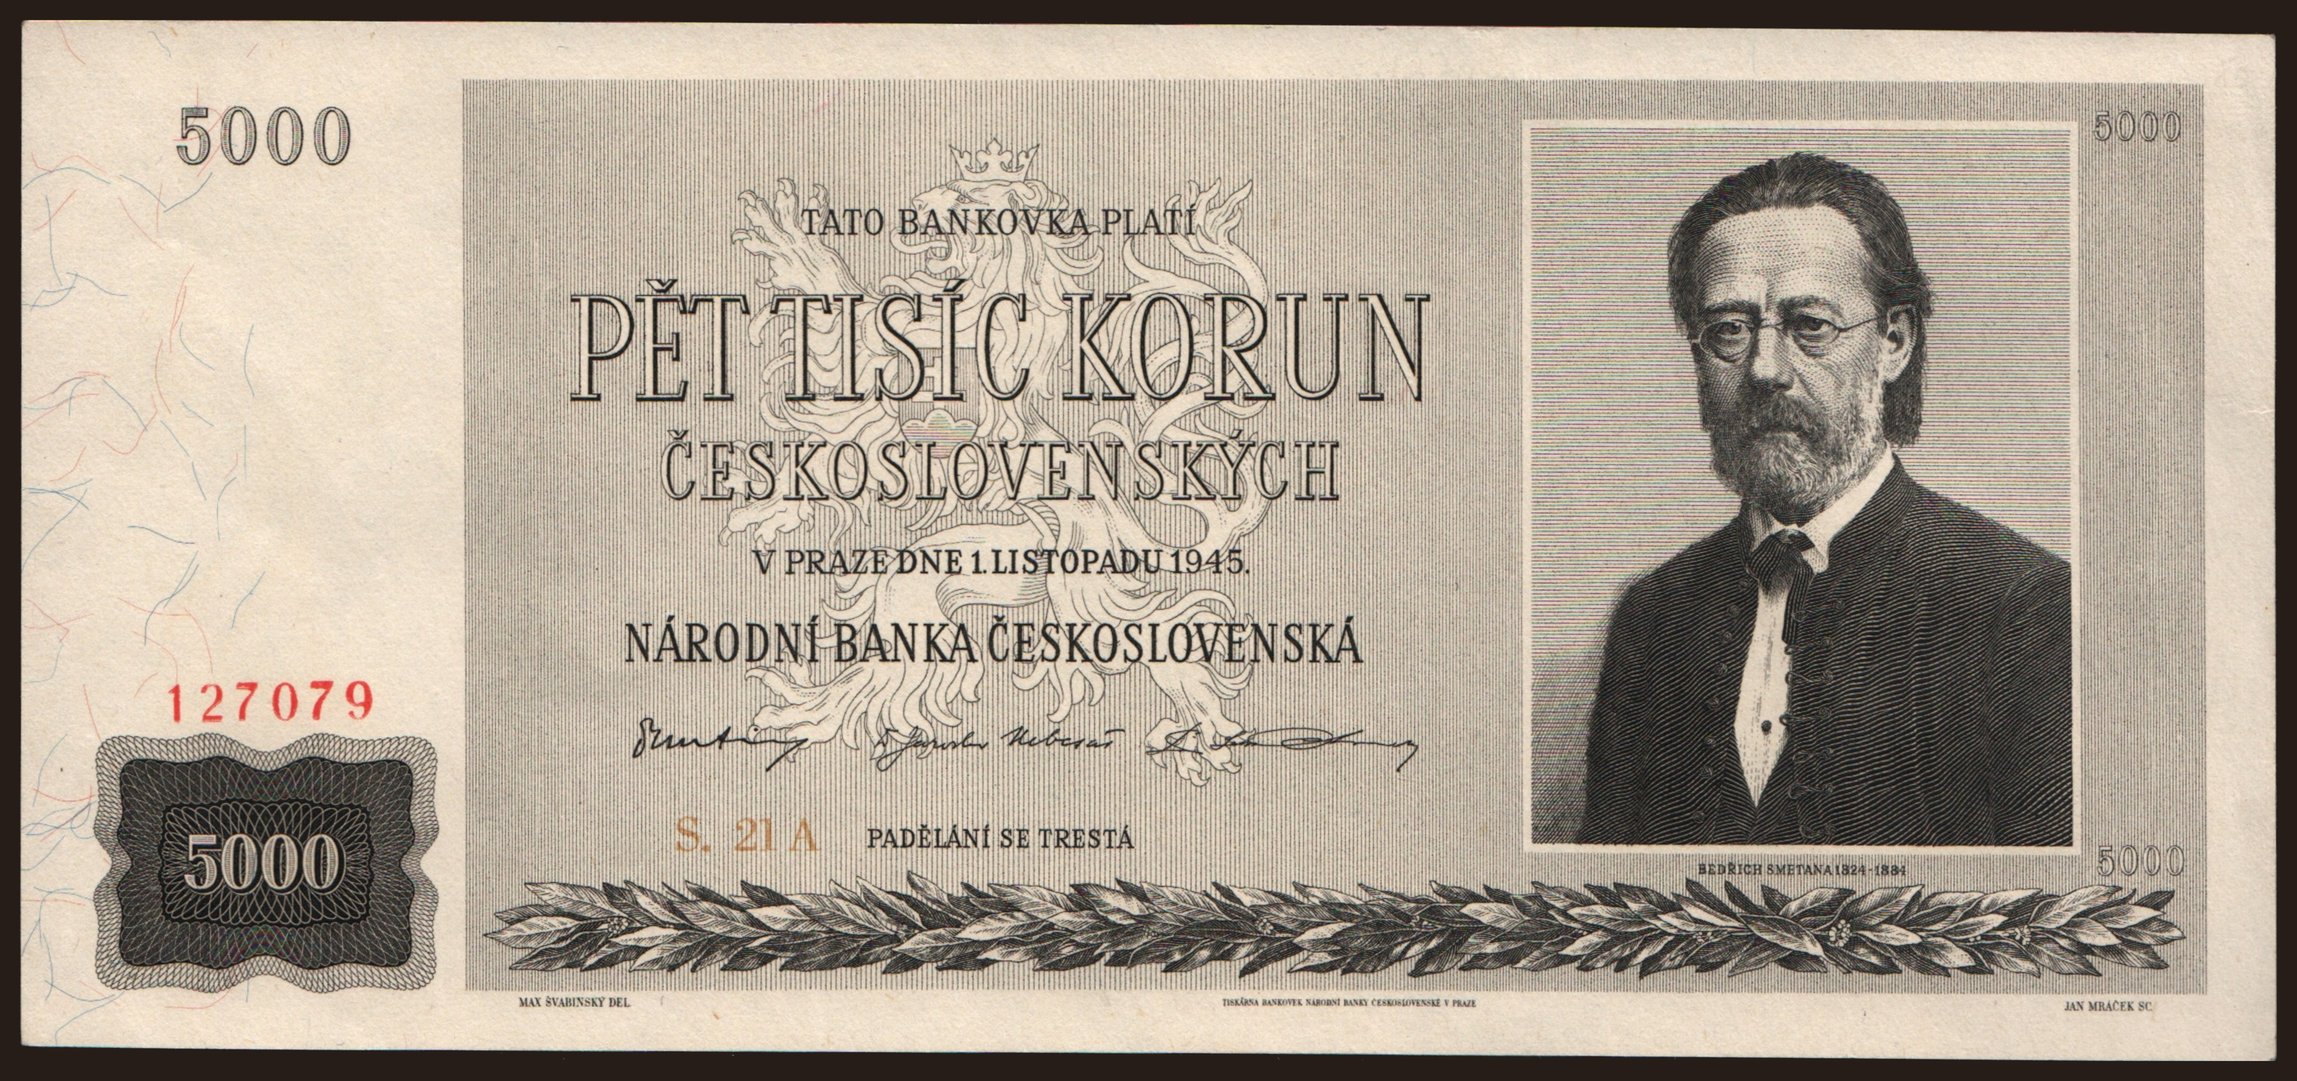 5000
5000
TATO BANKOVKA PLATÍ
PĚT TISÍC KORUN
ČESKOSLOVENSKÝCH
V PRAZE DNE 1. LISTOPADU 1945.
NÁRODNÍ BANKA ČESKOSLOVENSKÁ
127079
5000
S. 21 A PADĚLÁNÍ SE TRESTÁ
BEDŘICH SMETANA 1824-1884
5000
MAX ŠVABINSKÝ DEL.
TISKÁRNA BANKOVEK NÁRODNÍ BANKY ČESKOSLOVENSKÉ V PRAZE
JAN MRÁČEK SC.